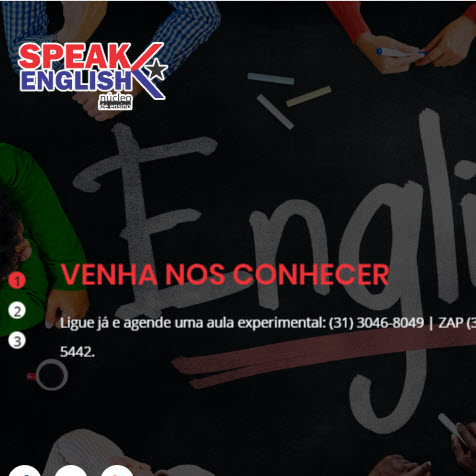 SPEAK
ENGLISH
núcleo
de ensino
Engli
VENHA NOS CONHECER
1
2
3
Ligue já e agende uma aula experimental: (31) 3046-8049 | ZAP (3
5442.